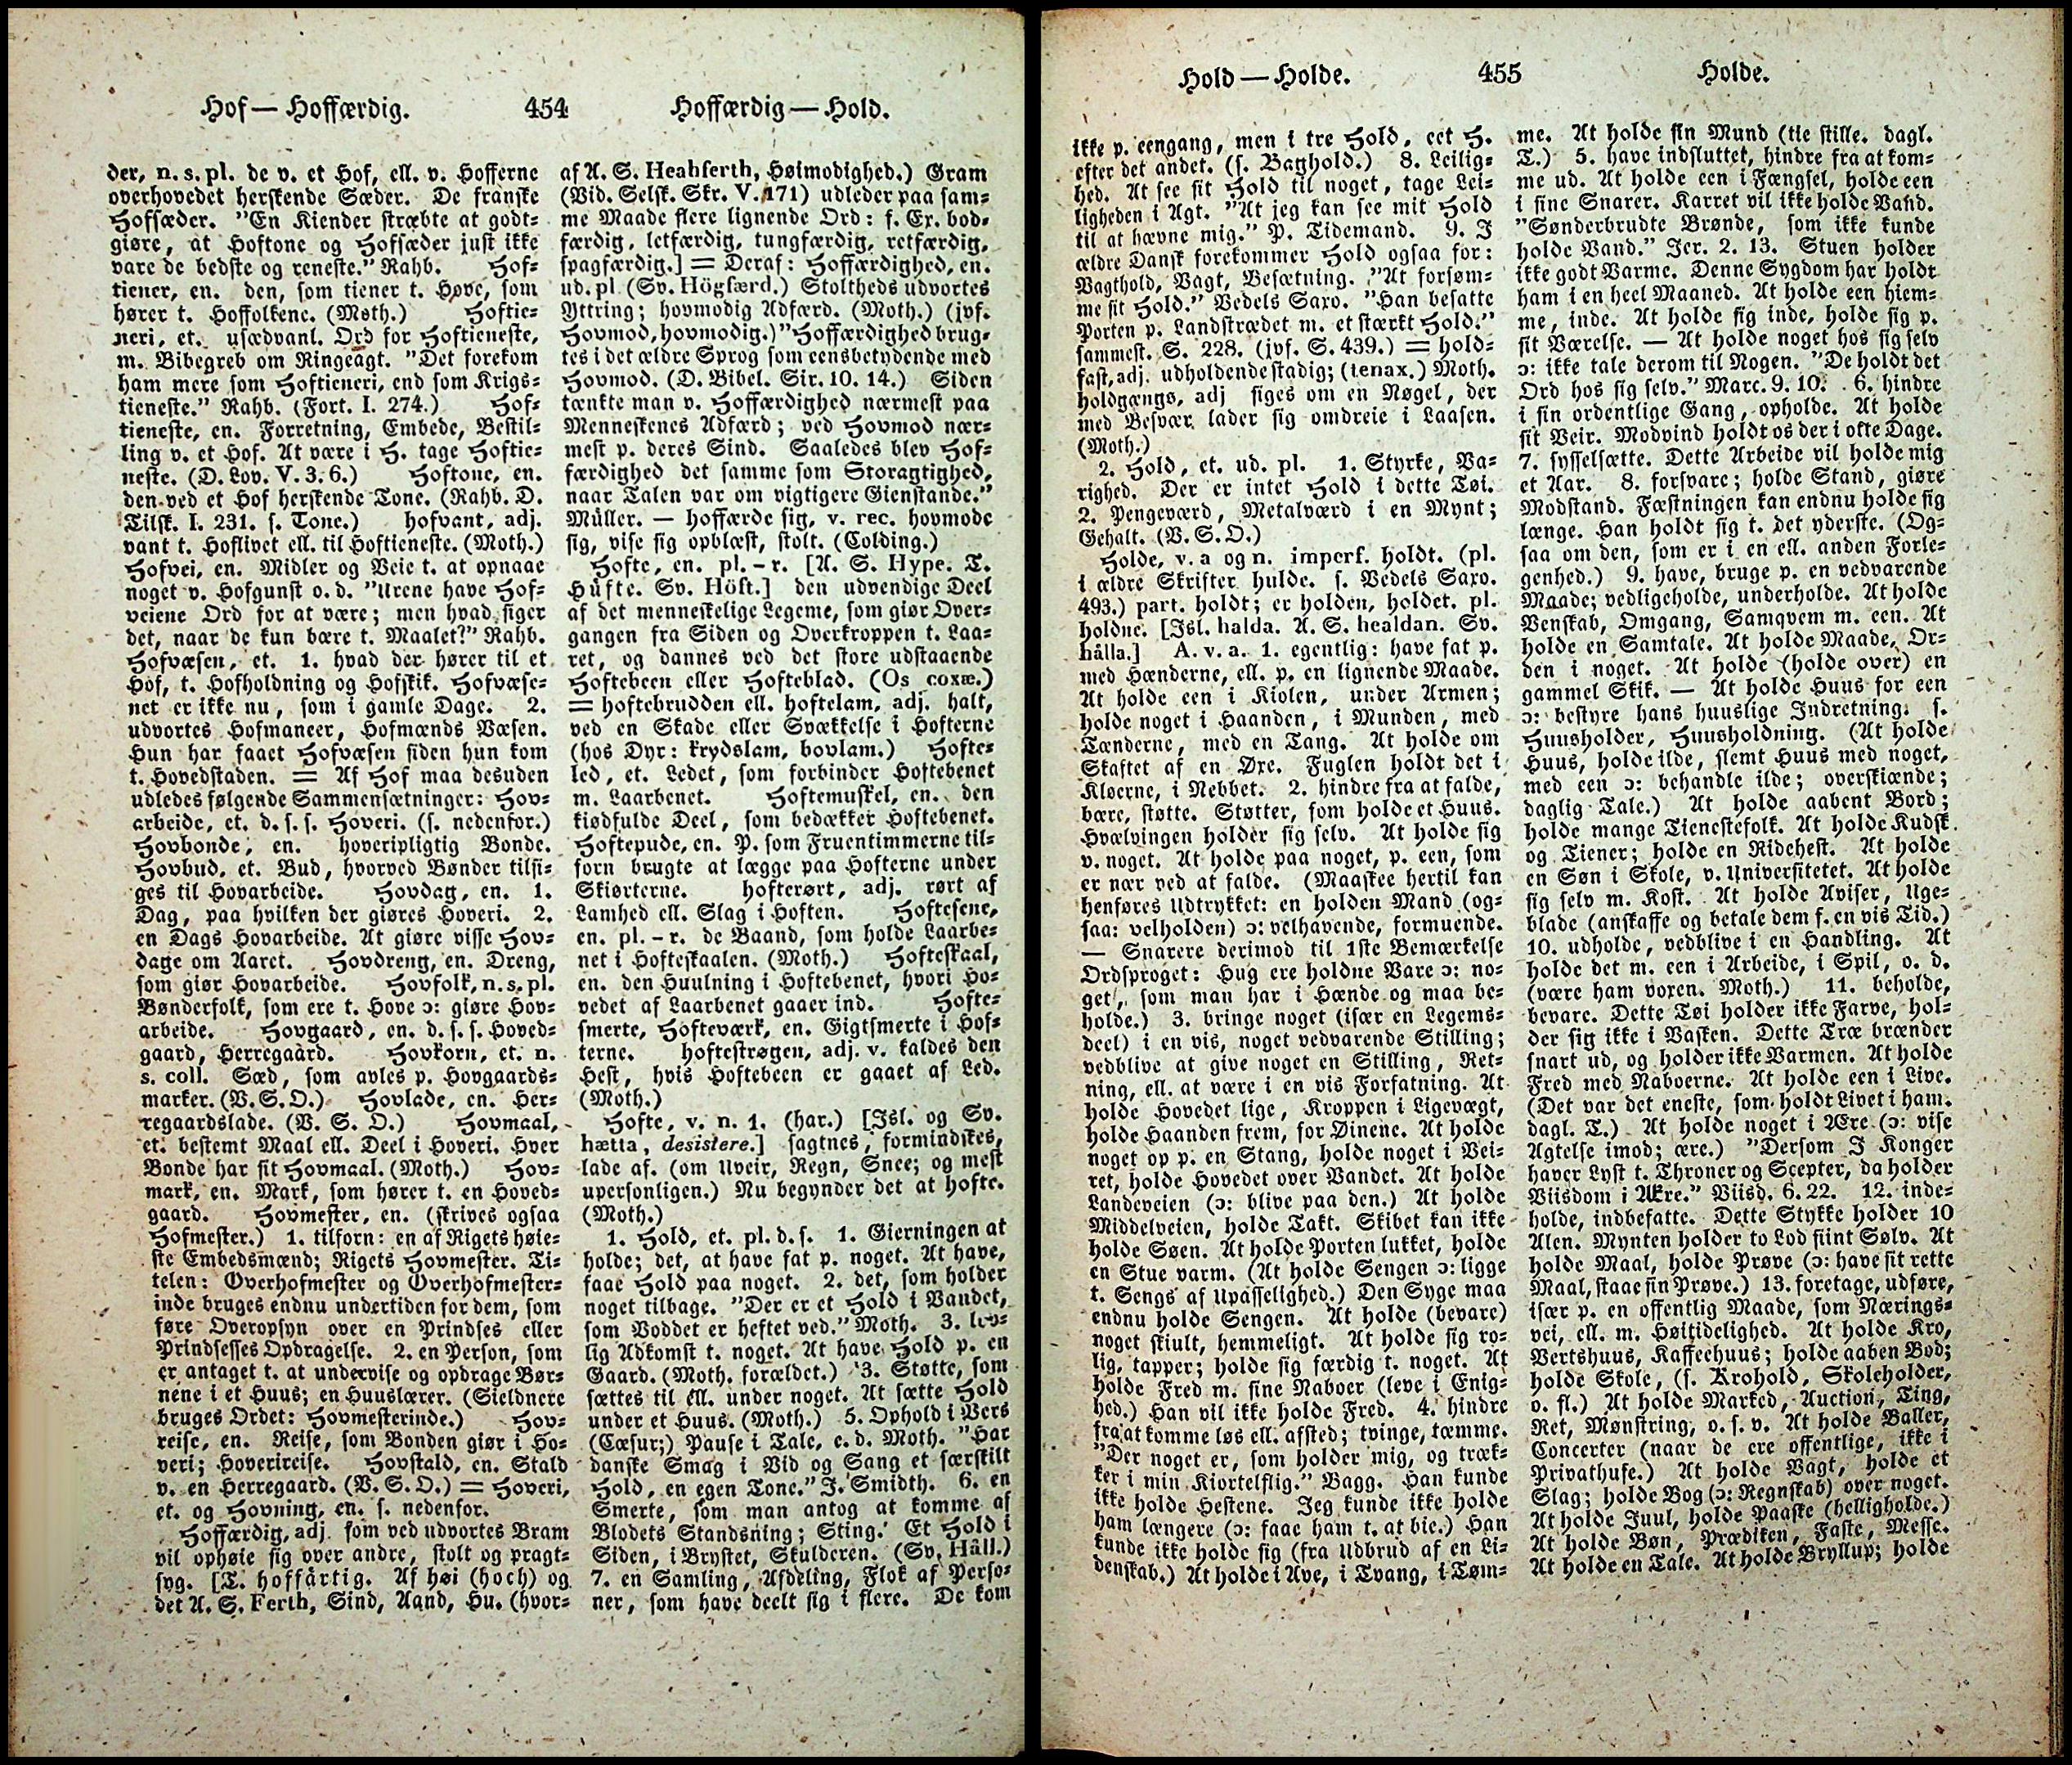 Hof — Hoffærdig. 454 Hoffærdig — Hold.
der, n. s. pl. de v. et Hof, ell. v. Hofferne
overhovedet herskende Sæder. De franske
Hofsæder. "En Kiender stræbte at godt-
giøre, at Hoftone og Hofsæder just ikke
vare de bedste og reneste." Rahb. Hof-
tiener, en. den, som tiener t. Hove, som
hører t. Hoffolkene. (Moth.) Hoftie-
neri, et. usædvanl. Ord for Hoftieneste,
m. Bibegreb om Ringeagt. "Det forekom
ham mere som Hoftieneri, end som Krigs-
tieneste." Rahb. (Fort. I. 274.) Hof-
tieneste, en. Forretning, Embede, Bestil-
ling v. et Hof. At være i H. tage Hoftie-
neste. (D. Lov. V. 3. 6.) Hoftone, en.
den ved et Hof herskende Tone. (Rahb. D.
Tilsk. I. 231. s. Tone.) hofvant, adj.
vant t. Hoflivet ell. til Hoftieneste. (Moth.)
Hofvei, en. Midler og Veie t. at opnaae
noget v. Hofgunst o. d. "Urene have Hof-
veiene Ord for at være; men hvad siger
det, naar de kun bære t. Maalet?" Rahb.
Hofvæsen, et. 1. hvad der hører til et
Hof, t. Hofholdning og Hofskik. Hofvæse-
net er ikke nu, som i gamle Dage. 2.
udvortes Hofmaneer, Hofmænds Væsen.
Hun har faaet Hofvæsen siden hun kom
t. Hovedstaden. = Af Hof maa desuden
udledes følgende Sammensætninger: Hov-
arbeide, et. d. s. s. Hoveri. (s. nedenfor.)
Hovbonde, en. hoveripligtig Bonde.
Hovbud, et. Bud, hvorved Bønder tilsi-
ges til Hovarbeide. Hovdag, en. 1.
Dag, paa hvilken der giøres Hoveri. 2.
en Dags Hovarbeide. At giøre visse Hov-
dage om Aaret. Hovdreng, en. Dreng,
som giør Hovarbeide. Hovfolk, n. s. pl.
Bønderfolk, som ere t. Hove ɔ: giøre Hov-
arbeide. Hovgaard, en. d. s. s. Hoved-
gaard, Herregaard. Hovkorn, et. n.
s. coll. Sæd, som avles p. Hovgaards-
marker. (V. S. O.) Hovlade, en. Her-
regaardslade. (V. S. O.) Hovmaal,
et. bestemt Maal ell. Deel i Hoveri. Hver
Bonde har sit Hovmaal. (Moth.) Hov-
mark, en. Mark, som hører t. en Hoved-
gaard. Hovmester, en. (skrives ogsaa
Hofmester.) 1. tilforn: en af Rigets høie-
ste Embedsmænd; Rigets Hovmester. Ti-
telen: Overhofmester og Overhofmester-
inde bruges endnu undertiden for dem, som
føre Overopsyn over en Prindses eller
Prindsesses Opdragelse. 2. en Person, som
er antaget t. at undervise og opdrage Bør-
nene i et Huus; en Huuslærer. (Sieldnere
bruges Ordet: Hovmesterinde.) Hov-
reise, en. Reise, som Bonden giør i Ho-
veri; Hoverireise. Hovstald, en. Stald
v. en Herregaard. (V. S. O.) = Hoveri,
et. og Hovning, en. s. nedenfor.
Hoffærdig, adj. som ved udvortes Bram
vil ophøie sig over andre, stolt og pragt-
syg. [T. hoffärtig. Af høi (hoch) og
det A. S. Ferth, Sind, Aand, Hu. (hvor-
af A. S. Heahferth, Høimodighed.) Gram
(Vid. Selsk. Skr. V. 171) udleder paa sam-
me Maade flere lignende Ord: f. Ex. bod-
færdig, letfærdig, tungfærdig, retfærdig,
spagfærdig.] = Deraf: Hoffærdighed, en.
ud. pl. (Sv. Högfærd.) Stoltheds udvortes
Yttring; hovmodig Adfærd. (Moth.) (jvf.
Hovmod, hovmodig.) "Hoffærdighed brug-
tes i det ældre Sprog som eensbetydende med
Hovmod. (D. Bibel. Sir. 10. 14.) Siden
tænkte man v. Hoffærdighed nærmest paa
Menneskenes Adfærd; ved Hovmod nær-
mest p. deres Sind. Saaledes blev Hof-
færdighed det samme som Storagtighed,
naar Talen var om vigtigere Gienstande."
Müller. — hoffærde sig, v. rec. hovmode
sig, vise sig opblæst, stolt. (Colding.)
Hofte, en. pl. - r. [A. S. Hype. T.
Hüfte. Sv. Höft.] den udvendige Deel
af det menneskelige Legeme, som giør Over-
gangen fra Siden og Overkroppen t. Laa-
ret, og dannes ved det store udstaaende
Hoftebeen eller Hofteblad. (Os coxæ.)
= hoftebrudden ell. hoftelam, adj. halt,
ved en Skade eller Svækkelse i Hofterne
(hos Dyr: krydslam, bovlam.) Hofte-
led, et. Ledet, som forbinder Hoftebenet
m. Laarbenet. Hoftemuskel, en. den
kiødfulde Deel, som bedækker Hoftebenet.
Hoftepude, en. P. som Fruentimmerne til-
forn brugte at lægge paa Hofterne under
Skiørterne. hofterørt, adj. rørt af
Lamhed ell. Slag i Hoften. Hoftesene,
en. pl. - r. de Baand, som holde Laarbe-
net i Hofteskaalen. (Moth.) Hofteskaal,
en. den Huulning i Hoftebenet, hvori Ho-
vedet af Laarbenet gaaer ind. Hofte-
smerte, Hofteværk, en. Gigtsmerte i Hof-
terne. hoftestrøgen, adj. v. kaldes den
Hest, hvis Hoftebeen er gaaet af Led.
(Moth.)
Hofte, v. n. 1. (har.) [Isl. og Sv.
hætta, desistere.] sagtnes, formindskes,
lade af. (om Uveir, Regn, Snee; og mest
upersonligen.) Nu begynder det at hofte.
(Moth.)
1. Hold, et. pl. d. s. 1. Gierningen at
holde; det, at have fat p. noget. At have,
faae Hold paa noget. 2. det, som holder
noget tilbage. "Der er et Hold i Vandet,
som Voddet er heftet ved." Moth. 3. lov-
lig Adkomst t. noget. At have Hold p. en
Gaard. (Moth. forældet.) 3. Støtte, som
sættes til ell. under noget. At sætte Hold
under et Huus. (Moth.) 5. Ophold i Vers
(Cæsur;) Pause i Tale, e. d. Moth. "Har
danske Smag i Vid og Sang et særskilt
Hold, en egen Tone." J. Smidth. 6. en
Smerte, som man antog at komme af
Blodets Standsning; Sting. Et Hold i
Siden, i Brystet, Skulderen. (Sv. Håll.)
7. en Samling, Afdeling, Flok af Perso-
ner, som have deelt sig i flere. De kom
Hold — Holde. 455 Holde.
ikke p. eengang, men i tre Hold, eet H.
efter det andet. (s. Baghold.) 8. Leilig-
hed. At see sit Hold til noget, tage Lei-
ligheden i Agt. "At jeg kan see mit Hold
til at hævne mig." P. Tidemand. 9. I
ældre Dansk forekommer Hold ogsaa for:
Vagthold, Vagt, Besætning. "At forsøm-
me sit Hold." Vedels Saxo. "Han besatte
Porten p. Landstrædet m. et stærkt Hold."
sammest. S. 228. (jvf. S. 439.) = hold-
fast, adj. udholdende stadig; (tenax.) Moth.
holdgængs, adj siges om en Nøgel, der
med Besvær lader sig omdreie i Laasen.
(Moth.)
2. Hold, et. ud. pl. 1. Styrke, Va-
righed. Der er intet Hold i dette Tøi.
2. Pengeværd, Metalværd i en Mynt;
Gehalt. (V. S. O.)
Holde, v. a og n. imperf. holdt. (pl.
i ældre Skrifter hulde. s. Vedels Saxo.
493.) part. holdt; er holden, holdet. pl.
holdne. [Isl. halda. A. S. healdan. Sv.
hålla.] A. v. a. 1. egentlig: have fat p.
med Hænderne, ell. p. en lignende Maade.
At holde een i Kiolen, under Armen;
holde noget i Haanden, i Munden, med
Tænderne, med en Tang. At holde om
Skaftet af en Øxe. Fuglen holdt det i
Kløerne, i Nebbet. 2. hindre fra at falde,
bære, støtte. Støtter, som holde et Huus.
Hvælvingen holder sig selv. At holde sig
v. noget. At holde paa noget, p. een, som
er nær ved at falde. (Maaskee hertil kan
henføres Udtrykket: en holden Mand (og-
saa: velholden) ɔ: velhavende, formuende.
— Snarere derimod til 1ste Bemærkelse
Ordsproget: Hug ere holdne Vare ɔ: no-
get, som man har i Hænde og maa be-
holde.) 3. bringe noget (især en Legems-
deel) i en vis, noget vedvarende Stilling;
vedblive at give noget en Stilling, Ret-
ning, ell. at være i en vis Forfatning. At
holde Hovedet lige, Kroppen i Ligevægt,
holde Haanden frem, for Øinene. At holde
noget op p. en Stang, holde noget i Vei-
ret, holde Hovedet over Vandet. At holde
Landeveien (ɔ: blive paa den.) At holde
Middelveien, holde Takt. Skibet kan ikke
holde Søen. At holde Porten lukket, holde
en Stue varm. (At holde Sengen ɔ: ligge
t. Sengs af Upasselighed.) Den Syge maa
endnu holde Sengen. At holde (bevare)
noget skiult, hemmeligt. At holde sig ro-
lig, tapper; holde sig færdig t. noget. At
holde Fred m. sine Naboer (leve i Enig-
hed.) Han vil ikke holde Fred. 4. hindre
fra at komme løs ell. afsted; tvinge, tæmme.
"Der noget er, som holder mig, og træk-
ker i min Kiortelflig." Bagg. Han kunde
ikke holde Hestene. Jeg kunde ikke holde
ham længere (ɔ: faae ham t. at bie.) Han
kunde ikke holde sig (fra Udbrud af en Li-
denskab.) At holde i Ave, i Tvang, i Tøm-
me. At holde sin Mund (tie stille. dagl.
T.) 5. have indsluttet, hindre fra at kom-
me ud. At holde een i Fængsel, holde een
i sine Snarer. Karret vil ikke holde Vand.
"Sønderbrudte Brønde, som ikke kunde
holde Vand." Jer. 2. 13. Stuen holder
ikke godt Varme. Denne Sygdom har holdt
ham i en heel Maaned. At holde een hiem-
me, inde. At holde sig inde, holde sig p.
sit Værelse. — At holde noget hos sig selv
ɔ: ikke tale derom til Nogen. "De holdt det
Ord hos sig selv." Marc. 9. 10. 6. hindre
i sin ordentlige Gang, opholde. At holde
sit Veir. Modvind holdt os der i otte Dage.
7. sysselsætte. Dette Arbeide vil holde mig
et Aar. 8. forsvare; holde Stand, giøre
Modstand. Fæstningen kan endnu holde sig
længe. Han holdt sig t. det yderste. (Og-
saa om den, som er i en ell. anden Forle-
genhed.) 9. have, bruge p. en vedvarende
Maade; vedligeholde, underholde. At holde
Venskab, Omgang, Samqvem m. een. At
holde en Samtale. At holde Maade, Or-
den i noget. At holde (holde over) en
gammel Skik. — At holde Huus for een
ɔ: bestyre hans huuslige Indretning. s.
Huusholder, Huusholdning. (At holde
Huus, holde ilde, slemt Huus med noget,
med een ɔ: behandle ilde; overskiænde;
daglig Tale.) At holde aabent Bord;
holde mange Tienestefolk. At holde Kudsk
og Tiener; holde en Ridehest. At holde
en Søn i Skole, v. Universitetet. At holde
sig selv m. Kost. At holde Aviser, Uge-
blade (anskaffe og betale dem f. en vis Tid.)
10. udholde, vedblive i en Handling. At
holde det m. een i Arbeide, i Spil, o. d.
(være ham voxen. Moth.) 11. beholde,
bevare. Dette Tøi holder ikke Farve, hol-
der sig ikke i Vasken. Dette Træ brænder
snart ud, og holder ikke Varmen. At holde
Fred med Naboerne. At holde een i Live.
(Det var det eneste, som holdt Livet i ham.
dagl. T.) At holde noget i Ære (ɔ: vise
Agtelse imod; ære.) "Dersom I Konger
haver Lyst t. Throner og Scepter, da holder
Viisdom i Ære." Viisd. 6. 22. 12. inde-
holde, indbefatte. Dette Stykke holder 10
Alen. Mynten holder to Lod fiint Sølv. At
holde Maal, holde Prøve (ɔ: have sit rette
Maal, staae sin Prøve.) 13. foretage, udføre,
især p. en offentlig Maade, som Nærings-
vei, ell. m. Høitidelighed. At holde Kro,
Vertshuus, Kaffeehuus; holde aaben Bod;
holde Skole, (s. Krohold, Skoleholder,
o. fl.) At holde Marked, Auction, Ting,
Ret, Mønstring, o. s. v. At holde Baller,
Concerter (naar de ere offentlige, ikke i
Privathuse.) At holde Vagt, holde et
Slag; holde Bog (ɔ: Regnskab) over noget.
At holde Juul, holde Paaske (helligholde.)
At holde Bøn, Prædiken, Faste, Messe.
At holde en Tale. At holde Bryllup; holde